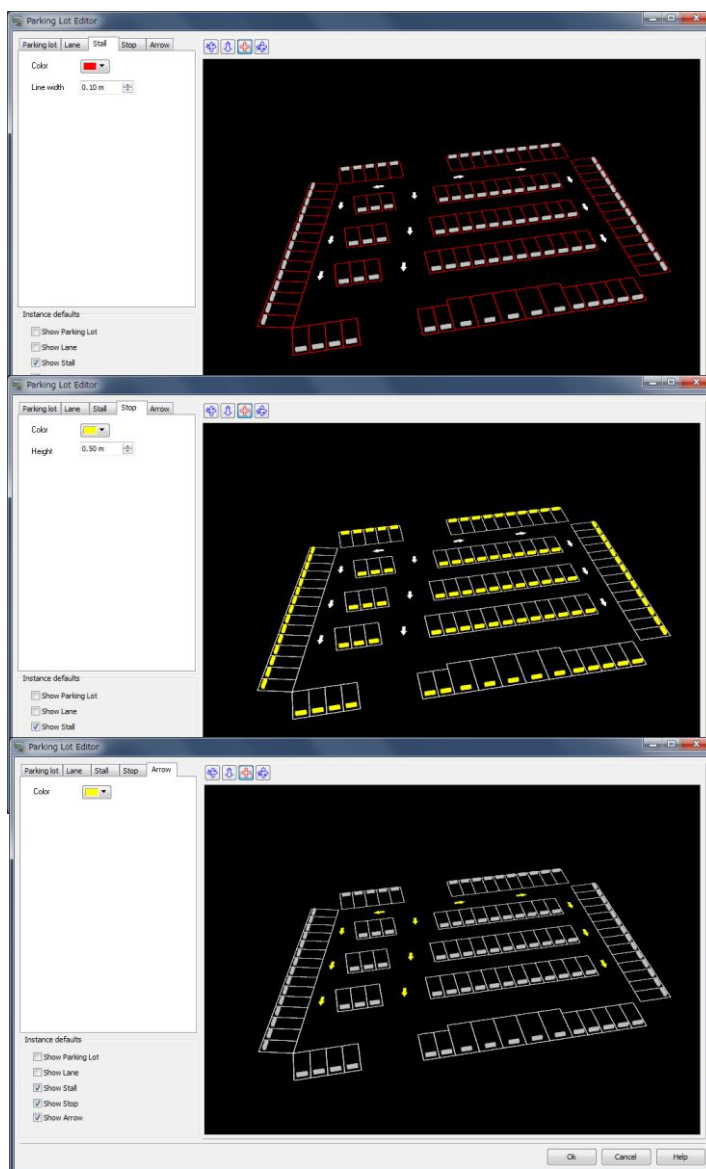 Parking Lot Editor
Parking lot Lane Stall Stop Arrow
Color
Line width 0.10 m
Instance defaults
Show Parking Lot
Show Lane
Show Stall
Parking Lot Editor
Parking lot Lane Stall Stop Arrow
Color
Height 0.50 m
Instance defaults
Show Parking Lot
Show Lane
Show Stall
Parking Lot Editor
Parking lot Lane Stall Stop Arrow
Color
Instance defaults
Show Parking Lot
Show Lane
Show Stall
Show Stop
Show Arrow
Ok Cancel Help